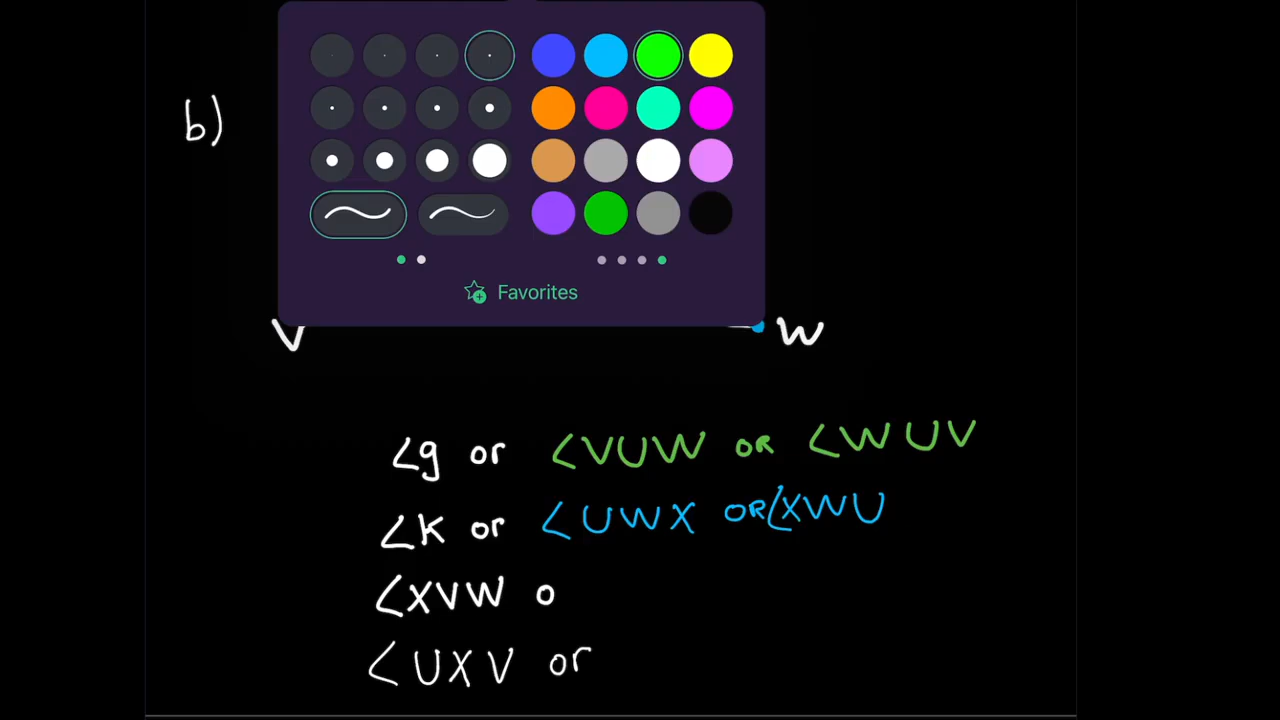 b)
Favorites
V W
∠g or ∠VUW OR ∠WUV
∠K or ∠UWX OR ∠XWU
∠XVW o
∠UXV or